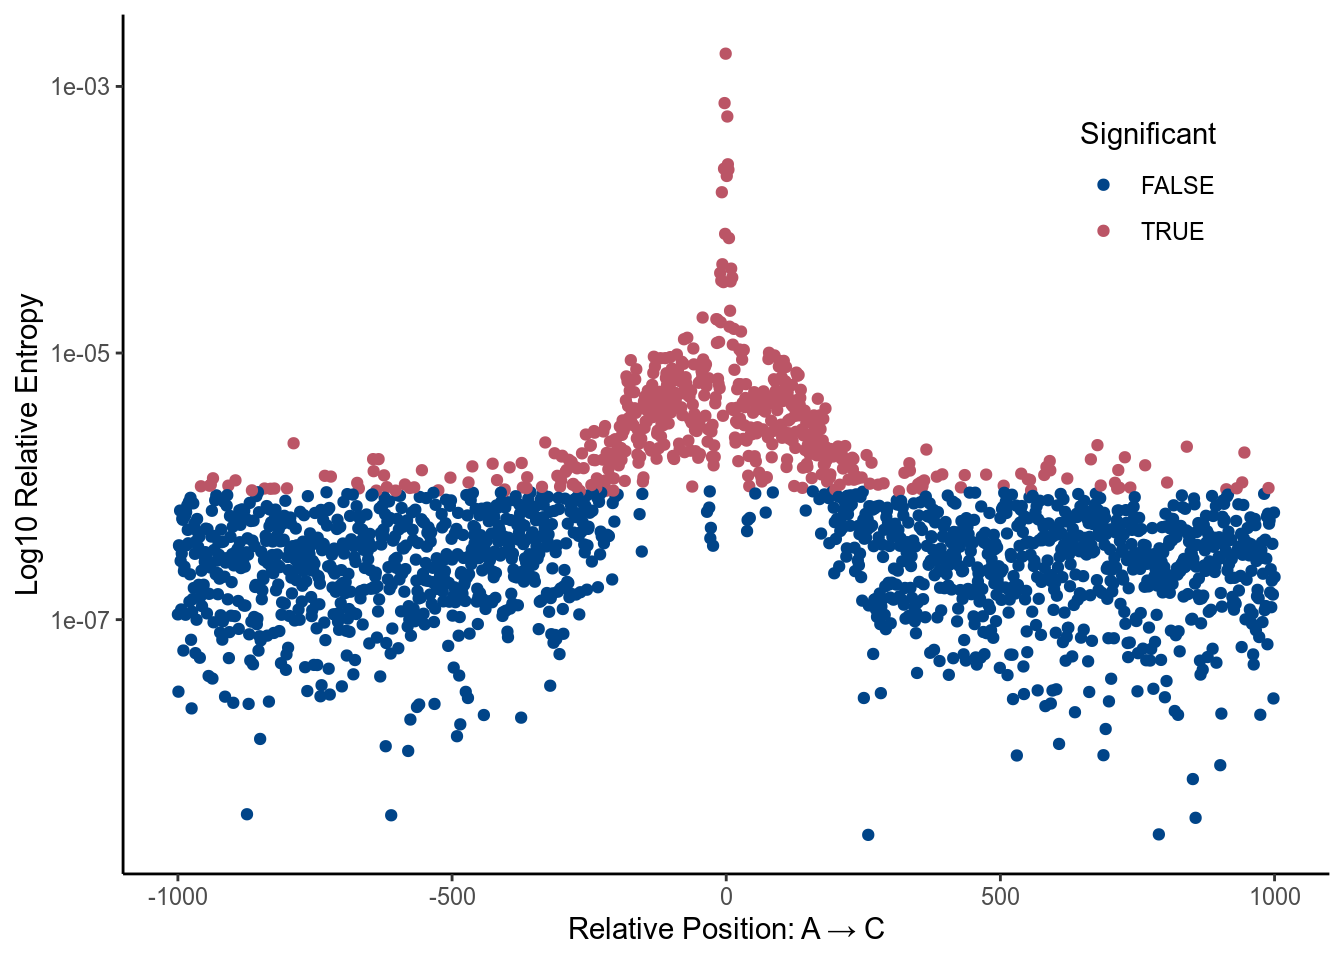 1e-03
1e-05
1e-07
Log10 Relative Entropy
Significant
FALSE
TRUE
-1000
-500
0
500
1000
Relative Position: A → C